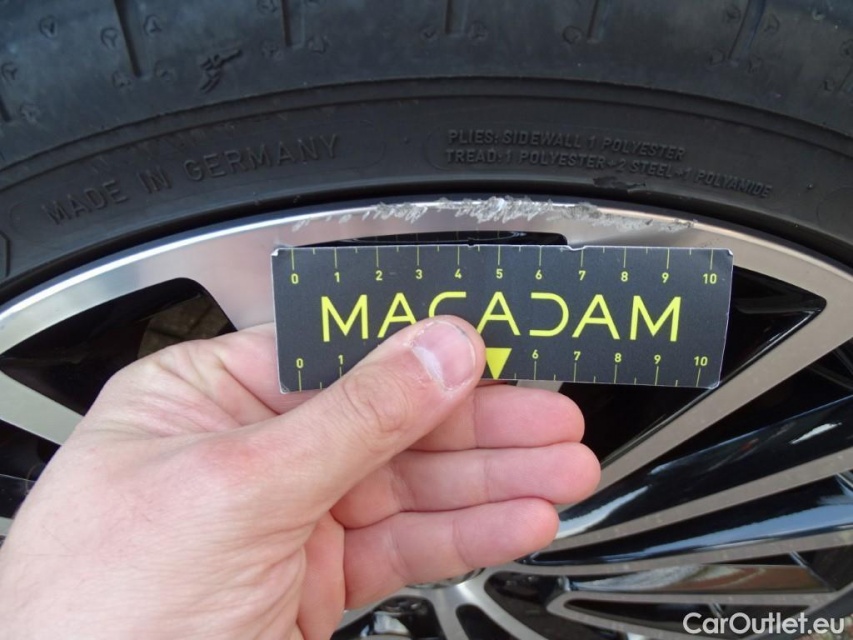 MADE IN GERMANY
PLIES: SIDEWALL 1 POLYESTER
TREAD: 1 POLYESTER + 2 STEEL + 1 POLYAMIDE
0 1 2 3 4 5 6 7 8 9 10
MACADAM
0 1 6 7 8 9 10
CarOutlet.eu